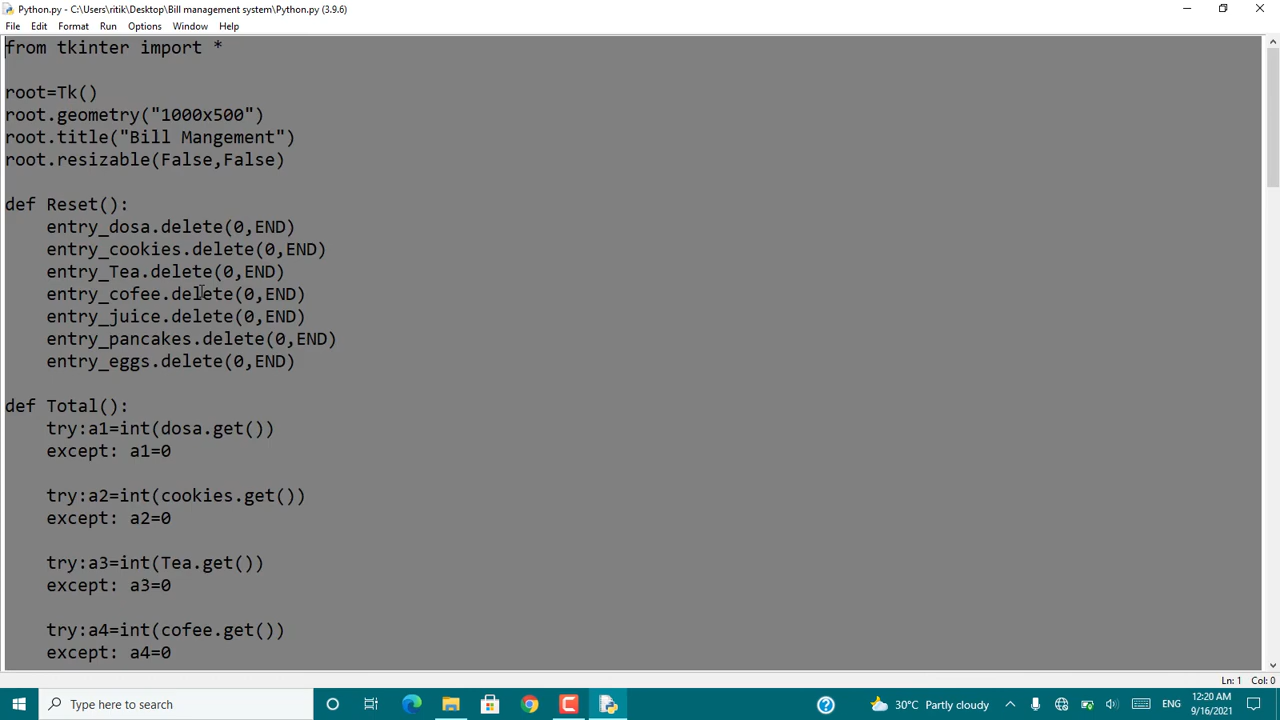 Python.py - C:\Users\ritik\Desktop\Bill management system\Python.py (3.9.6)
File Edit Format Run Options Window Help
from tkinter import *
root=Tk()
root.geometry("1000x500")
root.title("Bill Mangement")
root.resizable(False,False)
def Reset():
    entry_dosa.delete(0,END)
    entry_cookies.delete(0,END)
    entry_Tea.delete(0,END)
    entry_cofee.delete(0,END)
    entry_juice.delete(0,END)
    entry_pancakes.delete(0,END)
    entry_eggs.delete(0,END)
def Total():
    try:a1=int(dosa.get())
    except: a1=0
    try:a2=int(cookies.get())
    except: a2=0
    try:a3=int(Tea.get())
    except: a3=0
    try:a4=int(cofee.get())
    except: a4=0
Ln: 1 Col: 0
Type here to search
30°C Partly cloudy
ENG
12:20 AM
9/16/2021